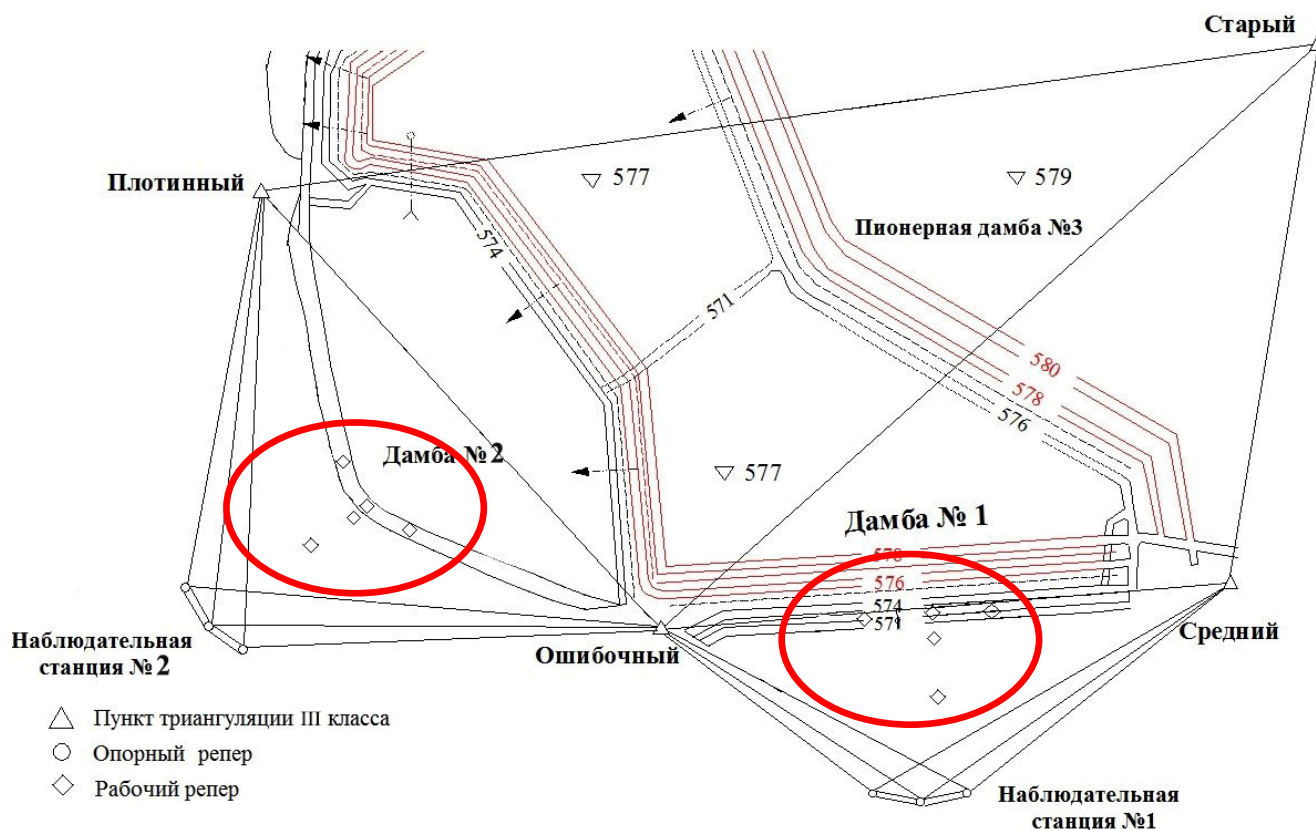 Старый
Плотинный
577
579
Пионерная дамба №3
574
571
580
578
576
Дамба №2
577
Дамба № 1
578
576
574
571
Наблюдательная
станция №2
Ошибочный
Средний
Пункт триангуляции III класса
Опорный репер
Рабочий репер
Наблюдательная
станция №1